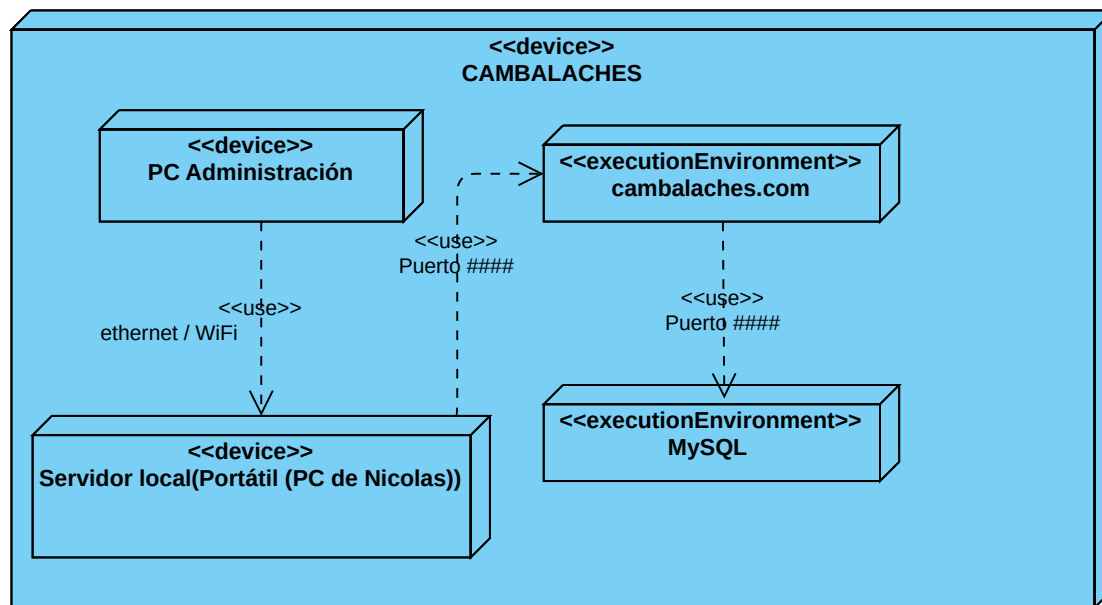 <<device>>
CAMBALACHES
<<device>>
PC Administración
<<executionEnvironment>>
cambalaches.com
<<use>>
Puerto ####
<<use>>
ethernet / WiFi
<<use>>
Puerto ####
<<device>>
Servidor local(Portátil (PC de Nicolas))
<<executionEnvironment>>
MySQL